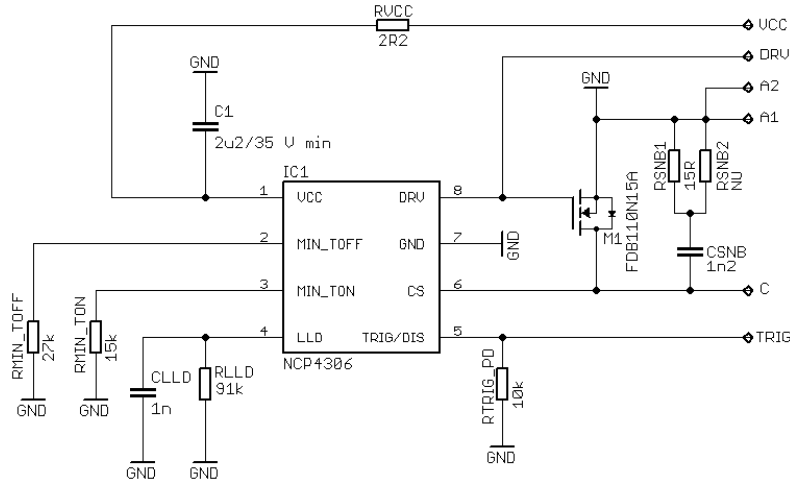 RVCC
2R2
VCC
DRV
A2
A1
GND
C1
2u2/35 V min
GND
RSNB1
15R
RSNB2
NU
IC1
1
VCC
DRV
8
M1
FDB110N15A
2
MIN_TOFF
GND
7
GND
CSNB
1n2
3
MIN_TON
CS
6
C
4
LLD
TRIG/DIS
5
TRIG
NCP4306
RMIN_TOFF
27k
GND
RMIN_TON
15k
GND
CLLD
1n
GND
RLLD
91k
GND
RTRIG_PD
10k
GND